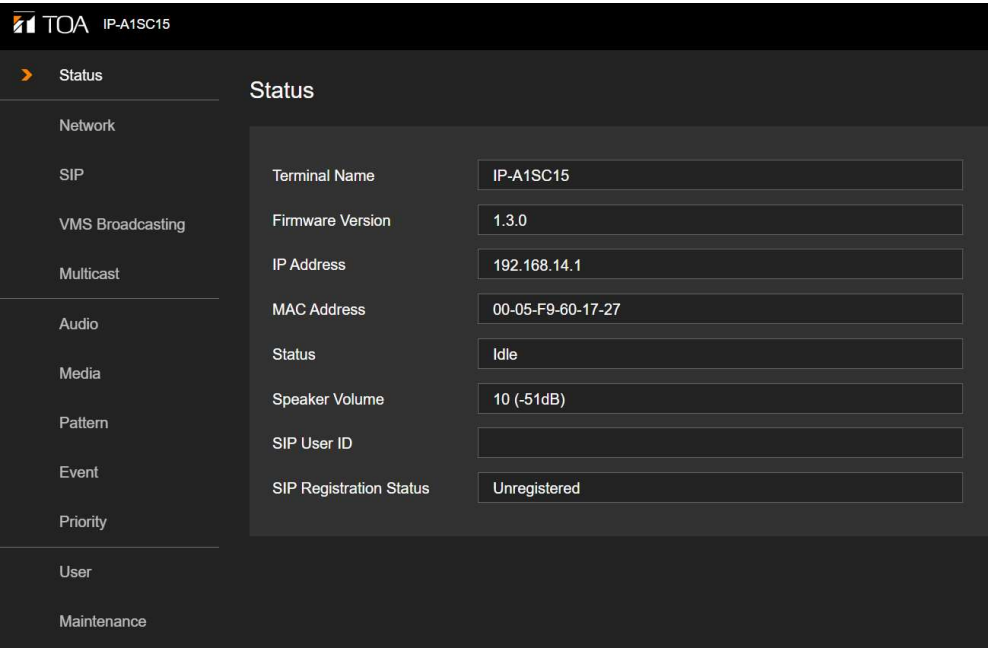 TOA IP-A1SC15
Status
Network
SIP
VMS Broadcasting
Multicast
Audio
Media
Pattern
Event
Priority
User
Maintenance
Status
Terminal Name IP-A1SC15
Firmware Version 1.3.0
IP Address 192.168.14.1
MAC Address 00-05-F9-60-17-27
Status Idle
Speaker Volume 10 (-51dB)
SIP User ID
SIP Registration Status Unregistered